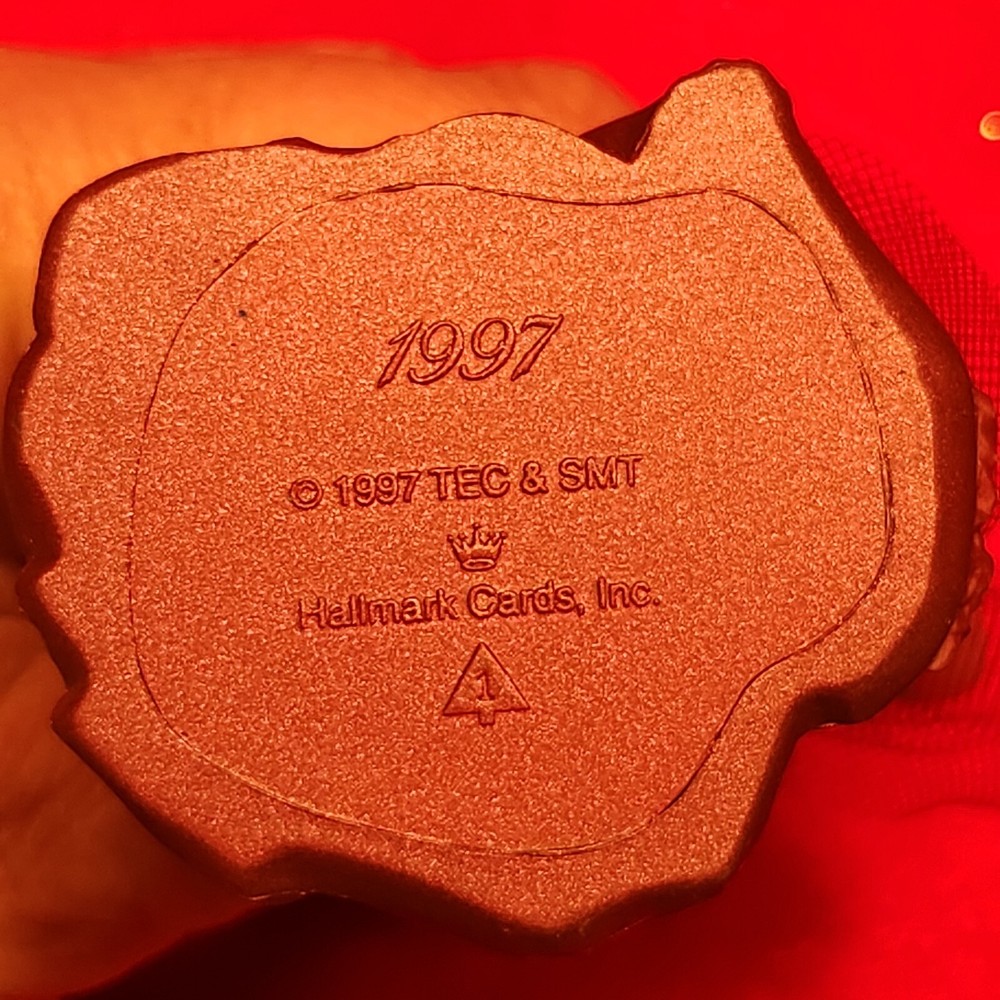 1997
© 1997 TEC & SMT
Hallmark Cards, Inc.
1